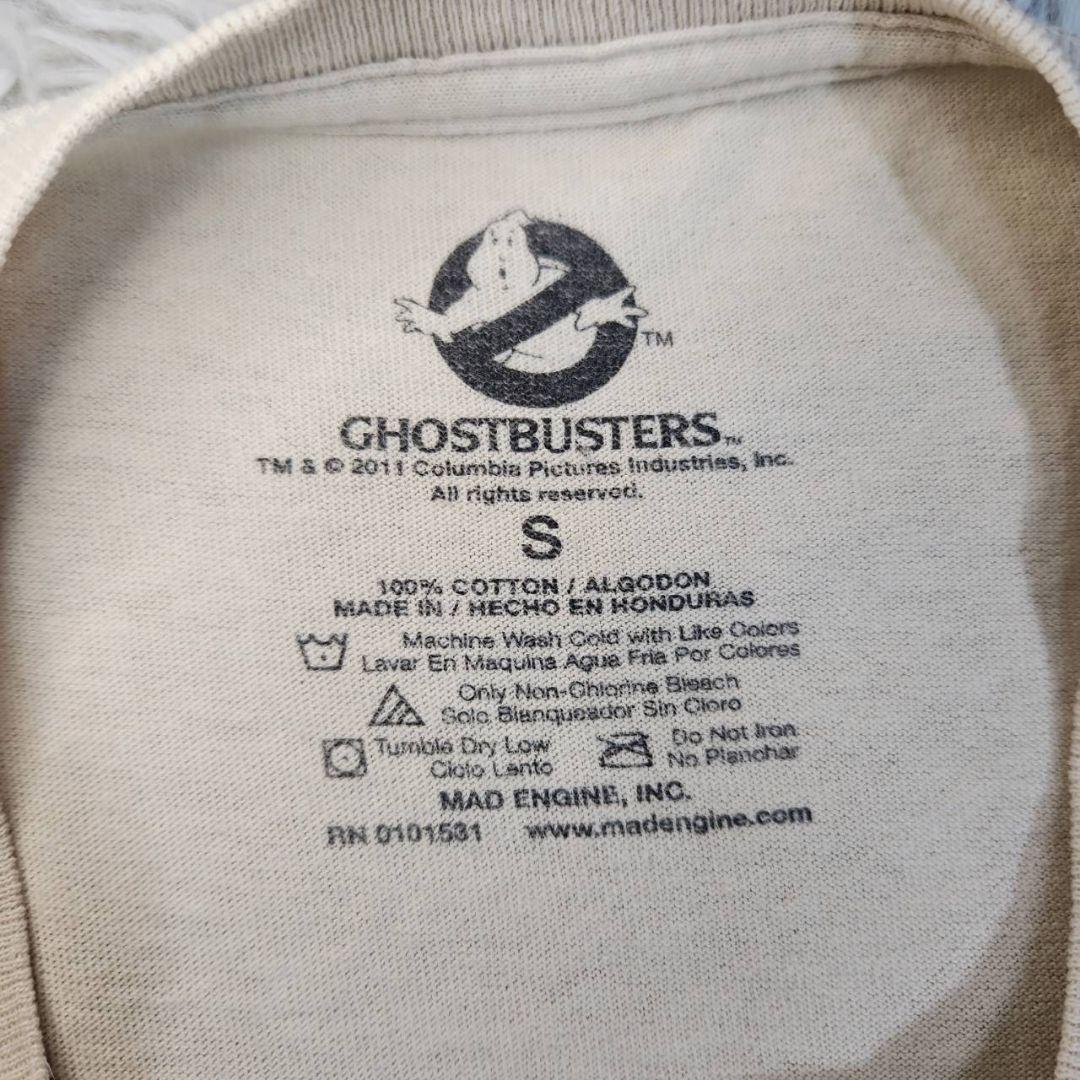 TM
GHOSTBUSTERS™
TM & © 2011 Columbia Pictures Industries, Inc.
All rights reserved.
S
100% COTTON / ALGODON
MADE IN / HECHO EN HONDURAS
Machine Wash Cold with Like Colors
Lavar En Maquina Agua Fria Por Colores
Only Non-Chlorine Bleach
Solo Blanqueador Sin Cloro
Tumble Dry Low
Ciclo Lento
Do Not Iron
No Planchar
MAD ENGINE, INC.
RN 0101531 www.madengine.com